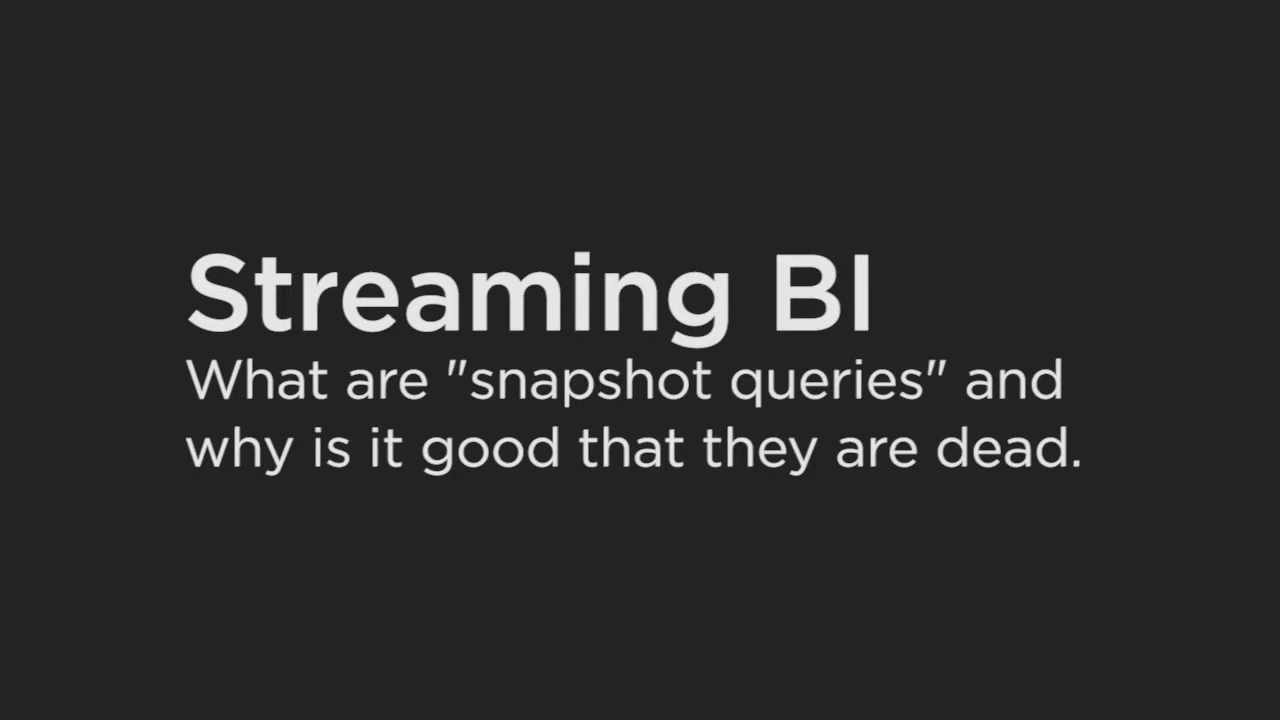 Streaming BI
What are "snapshot queries" and
why is it good that they are dead.